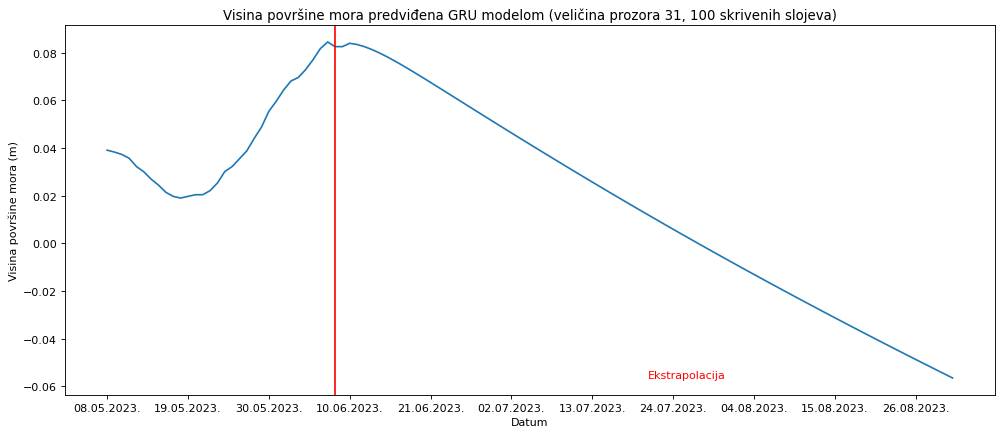 Visina površine mora predviđena GRU modelom (veličina prozora 31, 100 skrivenih slojeva)
Visina površine mora (m)
0.08
0.06
0.04
0.02
0.00
−0.02
−0.04
−0.06
Ekstrapolacija
08.05.2023. 19.05.2023. 30.05.2023. 10.06.2023. 21.06.2023. 02.07.2023. 13.07.2023. 24.07.2023. 04.08.2023. 15.08.2023. 26.08.2023.
Datum